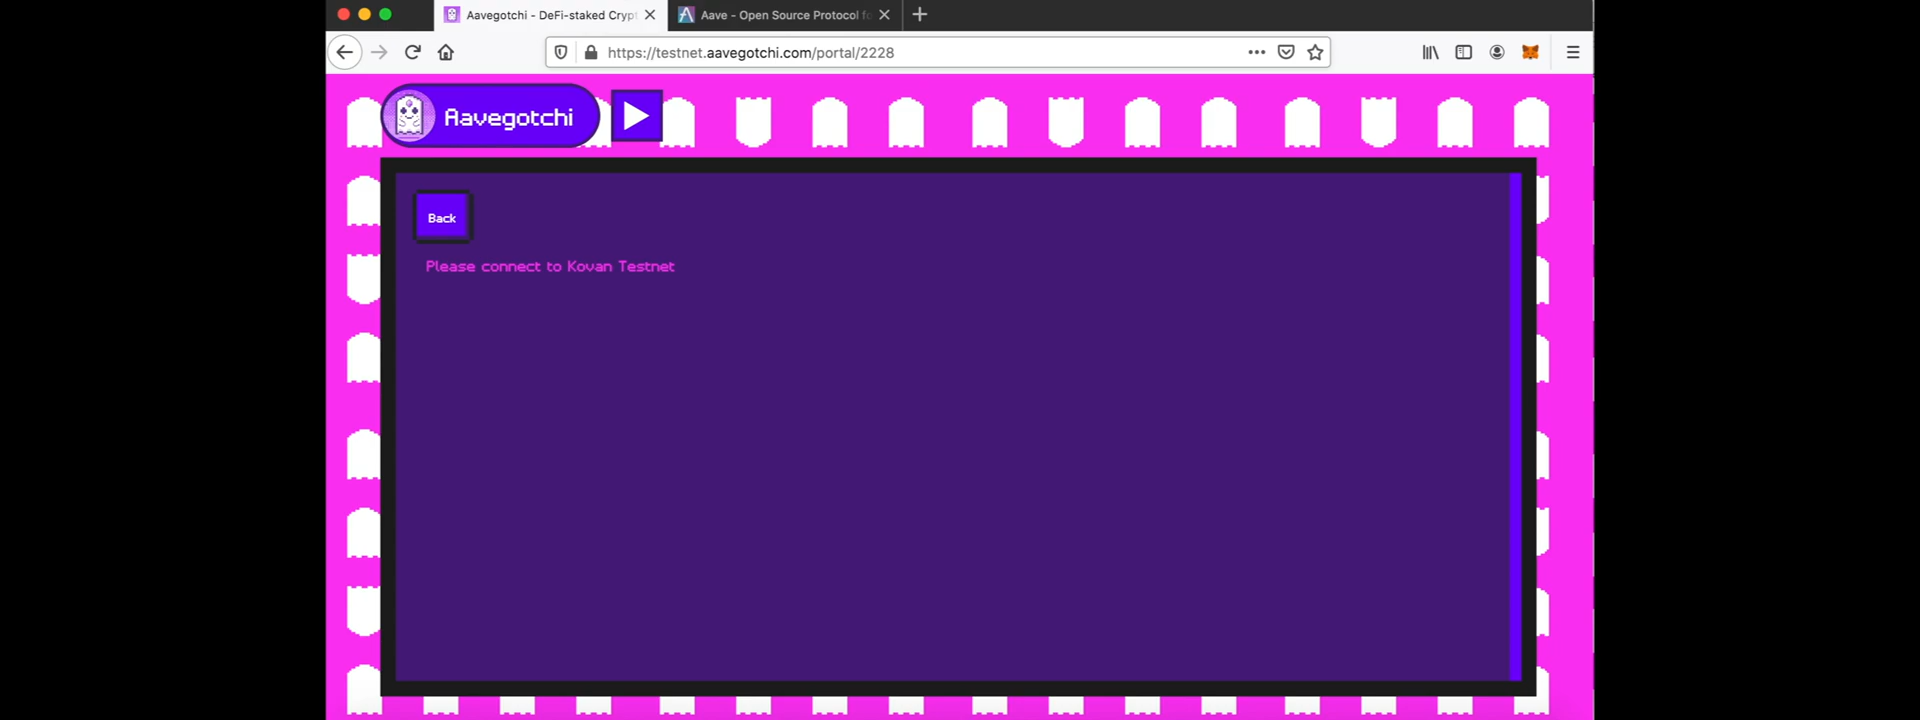 Aavegotchi - DeFi-staked Crypt
Aave - Open Source Protocol fo
https://testnet.aavegotchi.com/portal/2228
Aavegotchi
Back
Please connect to Kovan Testnet